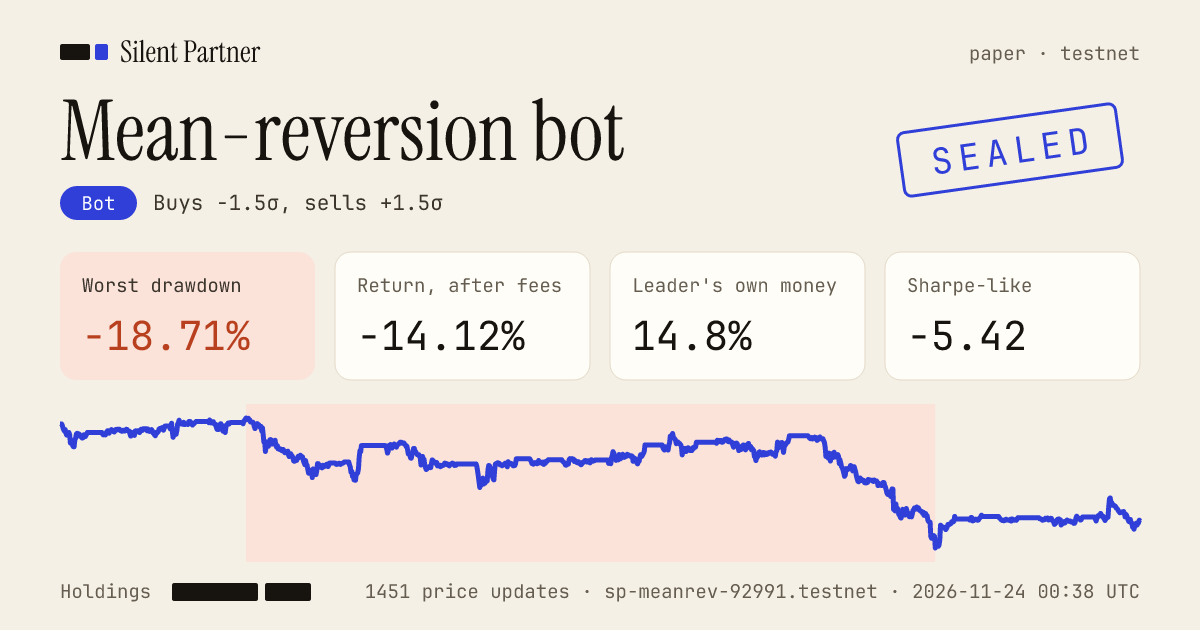 Silent Partner
paper · testnet
Mean-reversion bot
SEALED
Bot
Buys -1.5σ, sells +1.5σ
Worst drawdown
-18.71%
Return, after fees
-14.12%
Leader's own money
14.8%
Sharpe-like
-5.42
Holdings
1451 price updates · sp-meanrev-92991.testnet · 2026-11-24 00:38 UTC